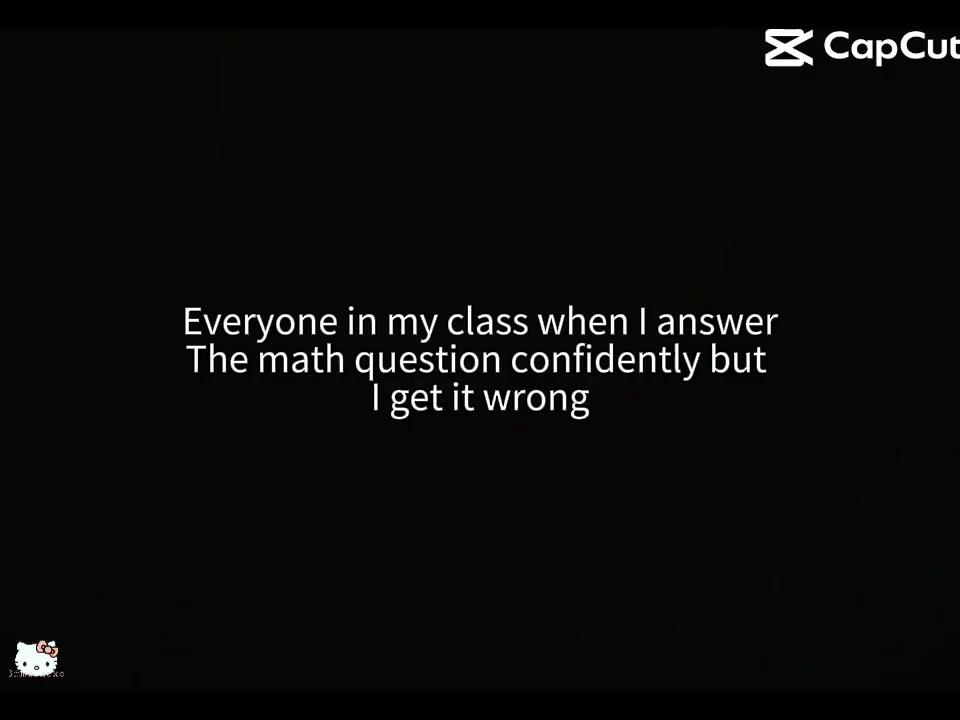 CapCut
Everyone in my class when I answer
The math question confidently but
I get it wrong